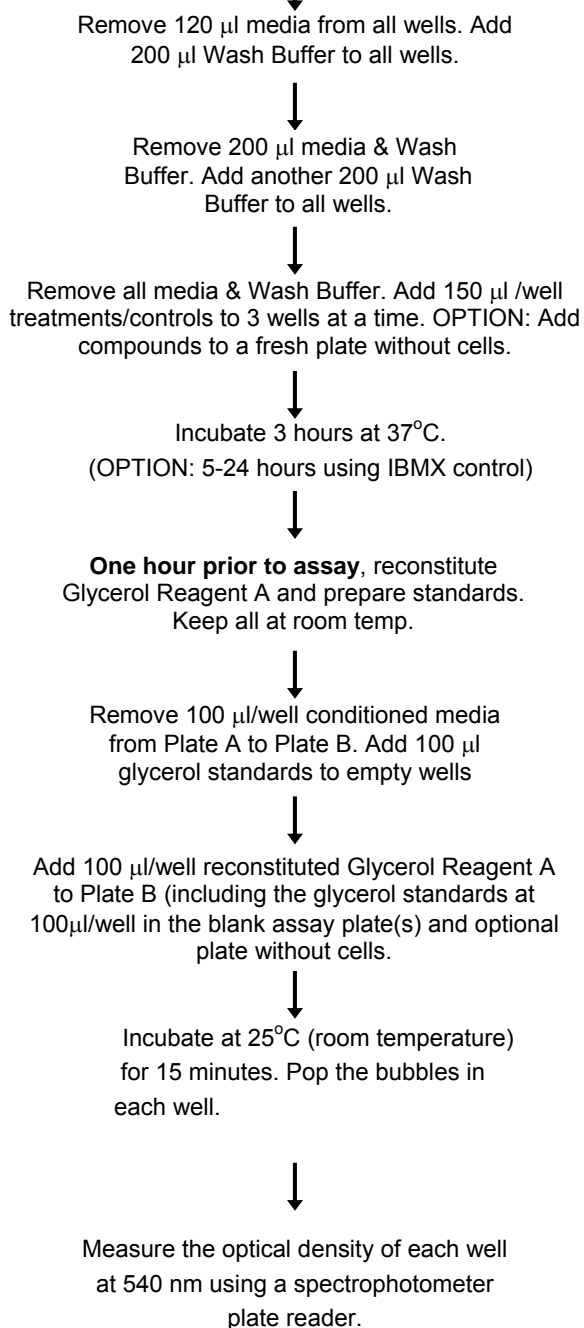 Remove 120 µl media from all wells. Add
200 µl Wash Buffer to all wells.
Remove 200 µl media & Wash
Buffer. Add another 200 µl Wash
Buffer to all wells.
Remove all media & Wash Buffer. Add 150 µl /well
treatments/controls to 3 wells at a time. OPTION: Add
compounds to a fresh plate without cells.
Incubate 3 hours at 37°C.
(OPTION: 5-24 hours using IBMX control)
One hour prior to assay, reconstitute
Glycerol Reagent A and prepare standards.
Keep all at room temp.
Remove 100 µl/well conditioned media
from Plate A to Plate B. Add 100 µl
glycerol standards to empty wells
Add 100 µl/well reconstituted Glycerol Reagent A
to Plate B (including the glycerol standards at
100µl/well in the blank assay plate(s) and optional
plate without cells.
Incubate at 25°C (room temperature)
for 15 minutes. Pop the bubbles in
each well.
Measure the optical density of each well
at 540 nm using a spectrophotometer
plate reader.